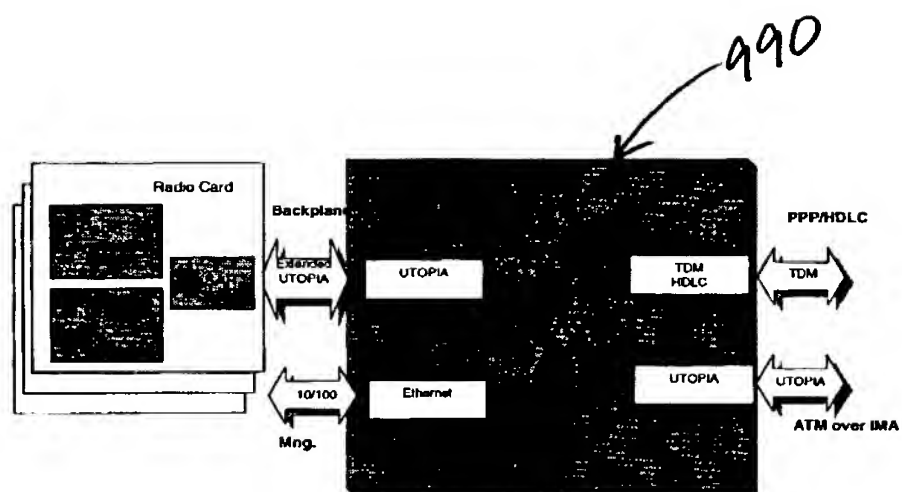 990
Radio Card
Backplane
PPP/HDLC
Extended
UTOPIA
UTOPIA
TDM
HDLC
TDM
10/100
Ethernet
UTOPIA
UTOPIA
Mng.
ATM over IMA